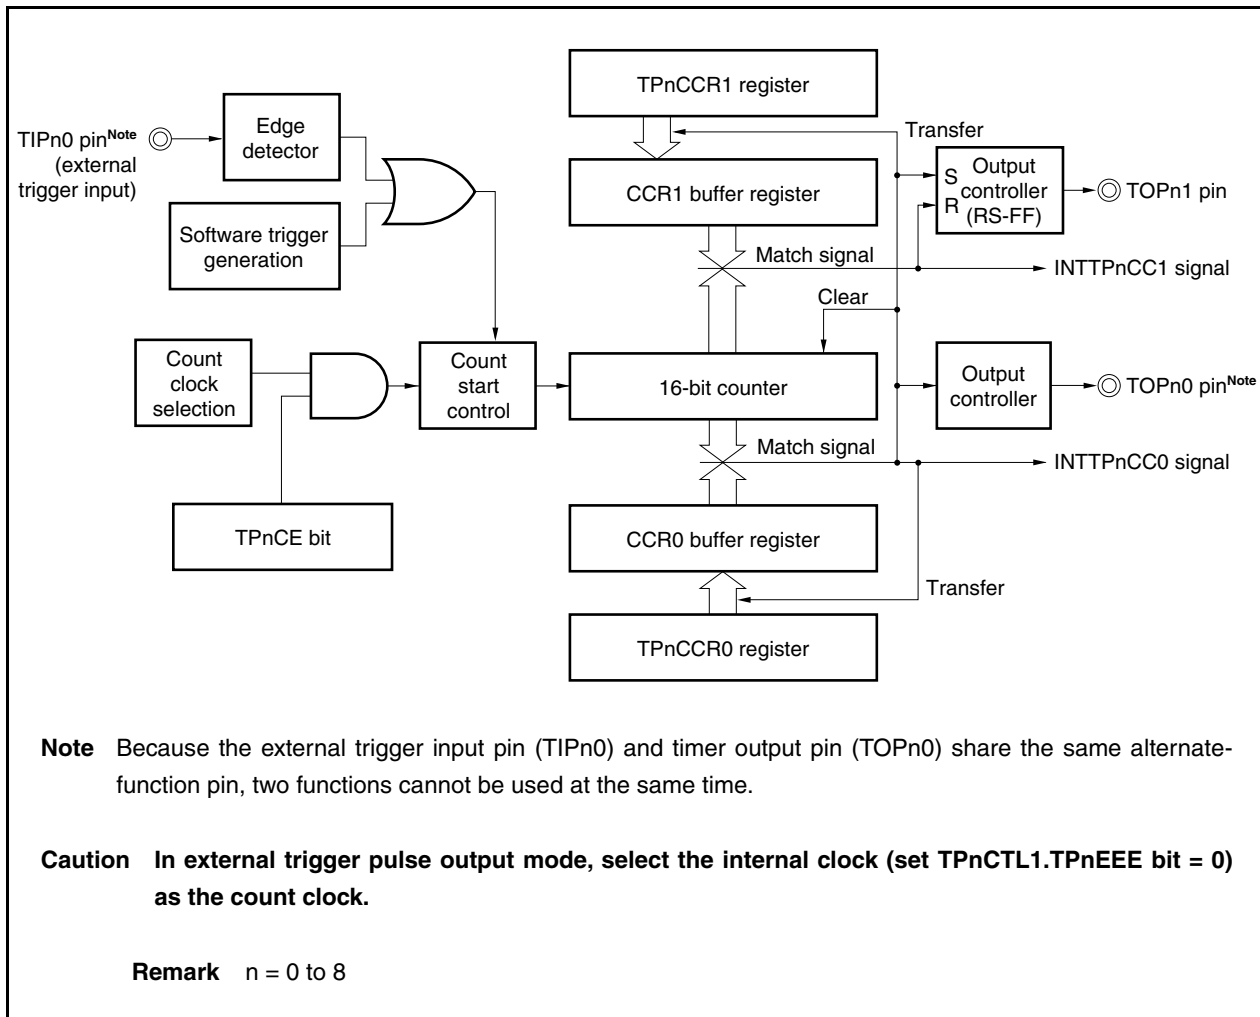 TPnCCR1 register
TIPn0 pinNote
(external
trigger input)
Edge
detector
Transfer
CCR1 buffer register
S
R
Output
controller
(RS-FF)
TOPn1 pin
Software trigger
generation
Match signal
INTTPnCC1 signal
Clear
Count
clock
selection
Count
start
control
16-bit counter
Output
controller
TOPn0 pinNote
Match signal
INTTPnCC0 signal
TPnCE bit
CCR0 buffer register
Transfer
TPnCCR0 register
Note Because the external trigger input pin (TIPn0) and timer output pin (TOPn0) share the same alternate-
function pin, two functions cannot be used at the same time.
Caution In external trigger pulse output mode, select the internal clock (set TPnCTL1.TPnEEE bit = 0)
as the count clock.
Remark n = 0 to 8